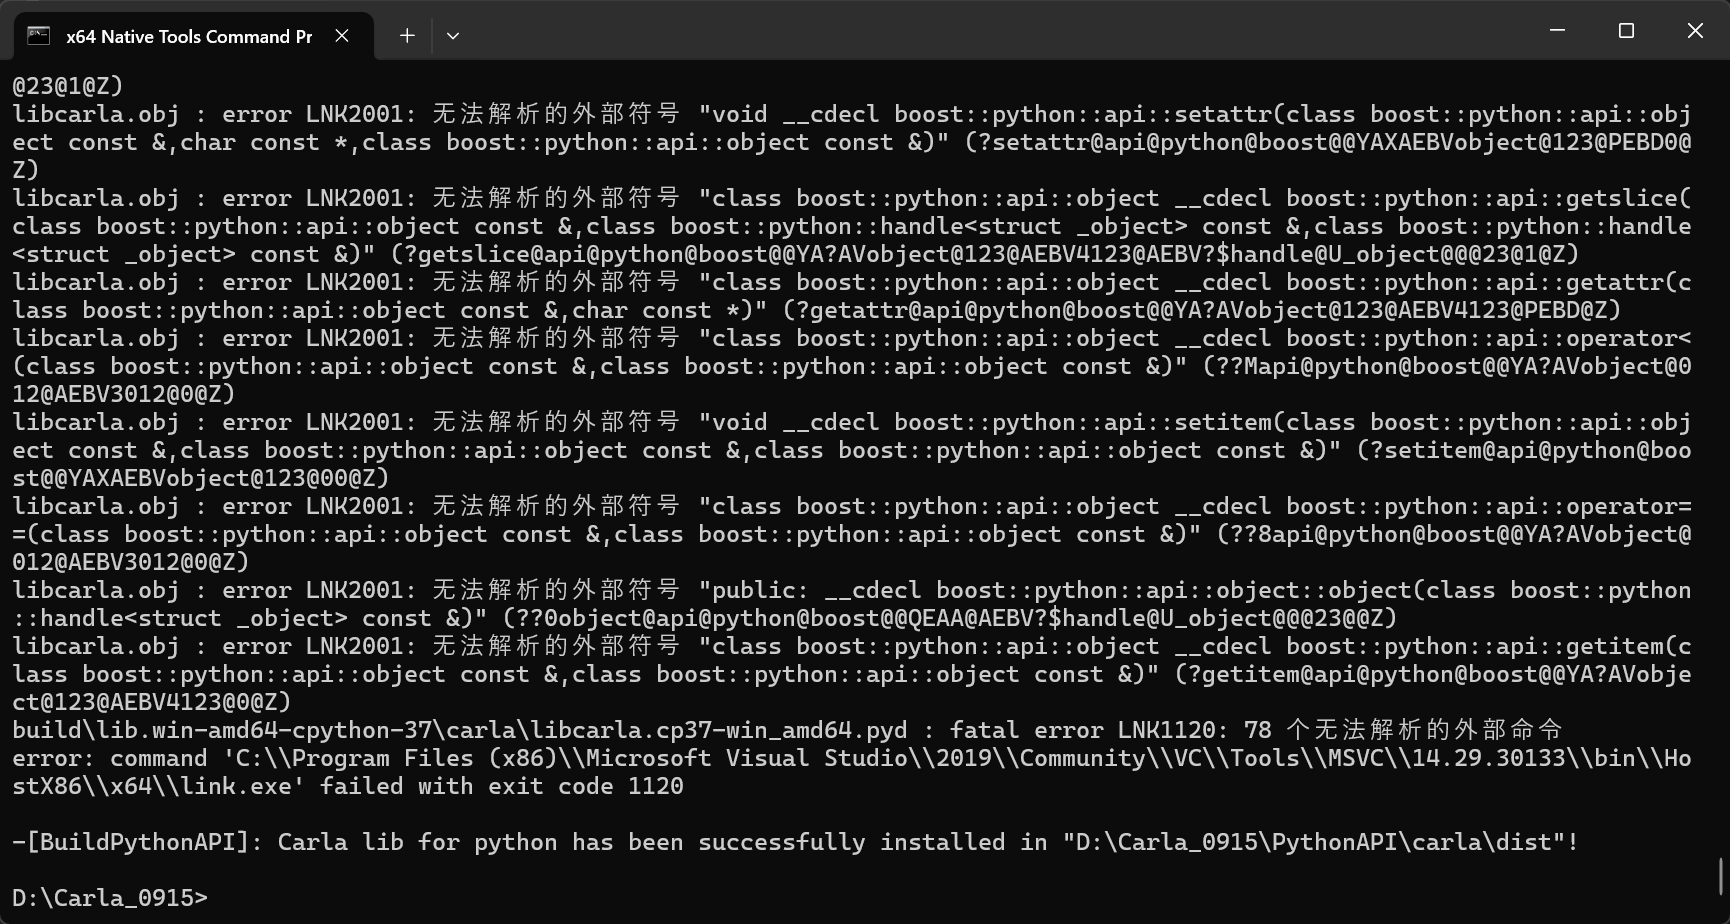 x64 Native Tools Command Pr
@23@1@Z)
libcarla.obj : error LNK2001: 无法解析的外部符号 "void __cdecl boost::python::api::setattr(class boost::python::api::obj
ect const &,char const *,class boost::python::api::object const &)" (?setattr@api@python@boost@@YAXAEBVobject@123@PEBD0@
Z)
libcarla.obj : error LNK2001: 无法解析的外部符号 "class boost::python::api::object __cdecl boost::python::api::getslice(
class boost::python::api::object const &,class boost::python::handle<struct _object> const &,class boost::python::handle
<struct _object> const &)" (?getslice@api@python@boost@@YA?AVobject@123@AEBV4123@AEBV?$handle@U_object@@@23@1@Z)
libcarla.obj : error LNK2001: 无法解析的外部符号 "class boost::python::api::object __cdecl boost::python::api::getattr(c
lass boost::python::api::object const &,char const *)" (?getattr@api@python@boost@@YA?AVobject@123@AEBV4123@PEBD@Z)
libcarla.obj : error LNK2001: 无法解析的外部符号 "class boost::python::api::object __cdecl boost::python::api::operator<
(class boost::python::api::object const &,class boost::python::api::object const &)" (??Mapi@python@boost@@YA?AVobject@0
12@AEBV3012@0@Z)
libcarla.obj : error LNK2001: 无法解析的外部符号 "void __cdecl boost::python::api::setitem(class boost::python::api::obj
ect const &,class boost::python::api::object const &,class boost::python::api::object const &)" (?setitem@api@python@boo
st@@YAXAEBVobject@123@00@Z)
libcarla.obj : error LNK2001: 无法解析的外部符号 "class boost::python::api::object __cdecl boost::python::api::operator=
=(class boost::python::api::object const &,class boost::python::api::object const &)" (??8api@python@boost@@YA?AVobject@
012@AEBV3012@0@Z)
libcarla.obj : error LNK2001: 无法解析的外部符号 "public: __cdecl boost::python::api::object::object(class boost::python
::handle<struct _object> const &)" (??0object@api@python@boost@@QEAA@AEBV?$handle@U_object@@@23@@Z)
libcarla.obj : error LNK2001: 无法解析的外部符号 "class boost::python::api::object __cdecl boost::python::api::getitem(c
lass boost::python::api::object const &,class boost::python::api::object const &)" (?getitem@api@python@boost@@YA?AVobje
ct@123@AEBV4123@0@Z)
build\lib.win-amd64-cpython-37\carla\libcarla.cp37-win_amd64.pyd : fatal error LNK1120: 78 个无法解析的外部命令
error: command 'C:\\Program Files (x86)\\Microsoft Visual Studio\\2019\\Community\\VC\\Tools\\MSVC\\14.29.30133\\bin\\Ho
stX86\\x64\\link.exe' failed with exit code 1120
-[BuildPythonAPI]: Carla lib for python has been successfully installed in "D:\Carla_0915\PythonAPI\carla\dist"!
D:\Carla_0915>